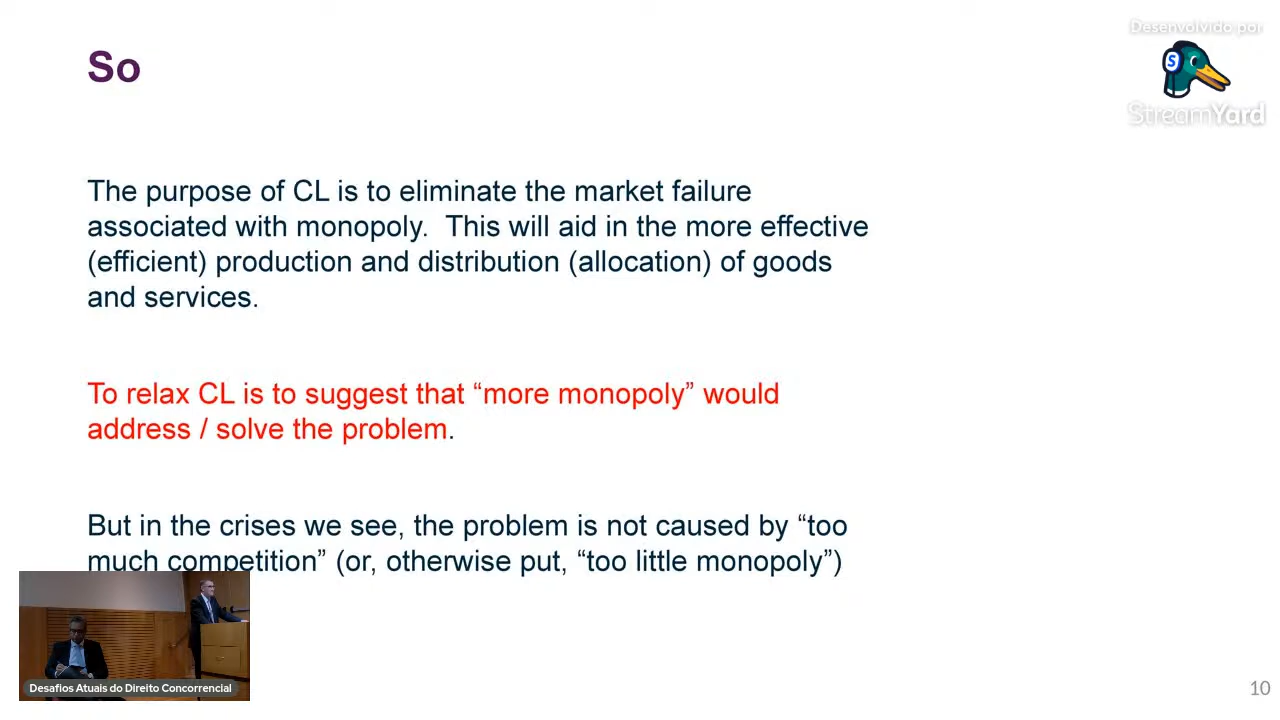 So
Desenvolvido por
S
StreamYard
The purpose of CL is to eliminate the market failure
associated with monopoly.  This will aid in the more effective
(efficient) production and distribution (allocation) of goods
and services.
To relax CL is to suggest that “more monopoly” would
address / solve the problem.
But in the crises we see, the problem is not caused by “too
much competition” (or, otherwise put, “too little monopoly”)
Desafios Atuais do Direito Concorrencial
10